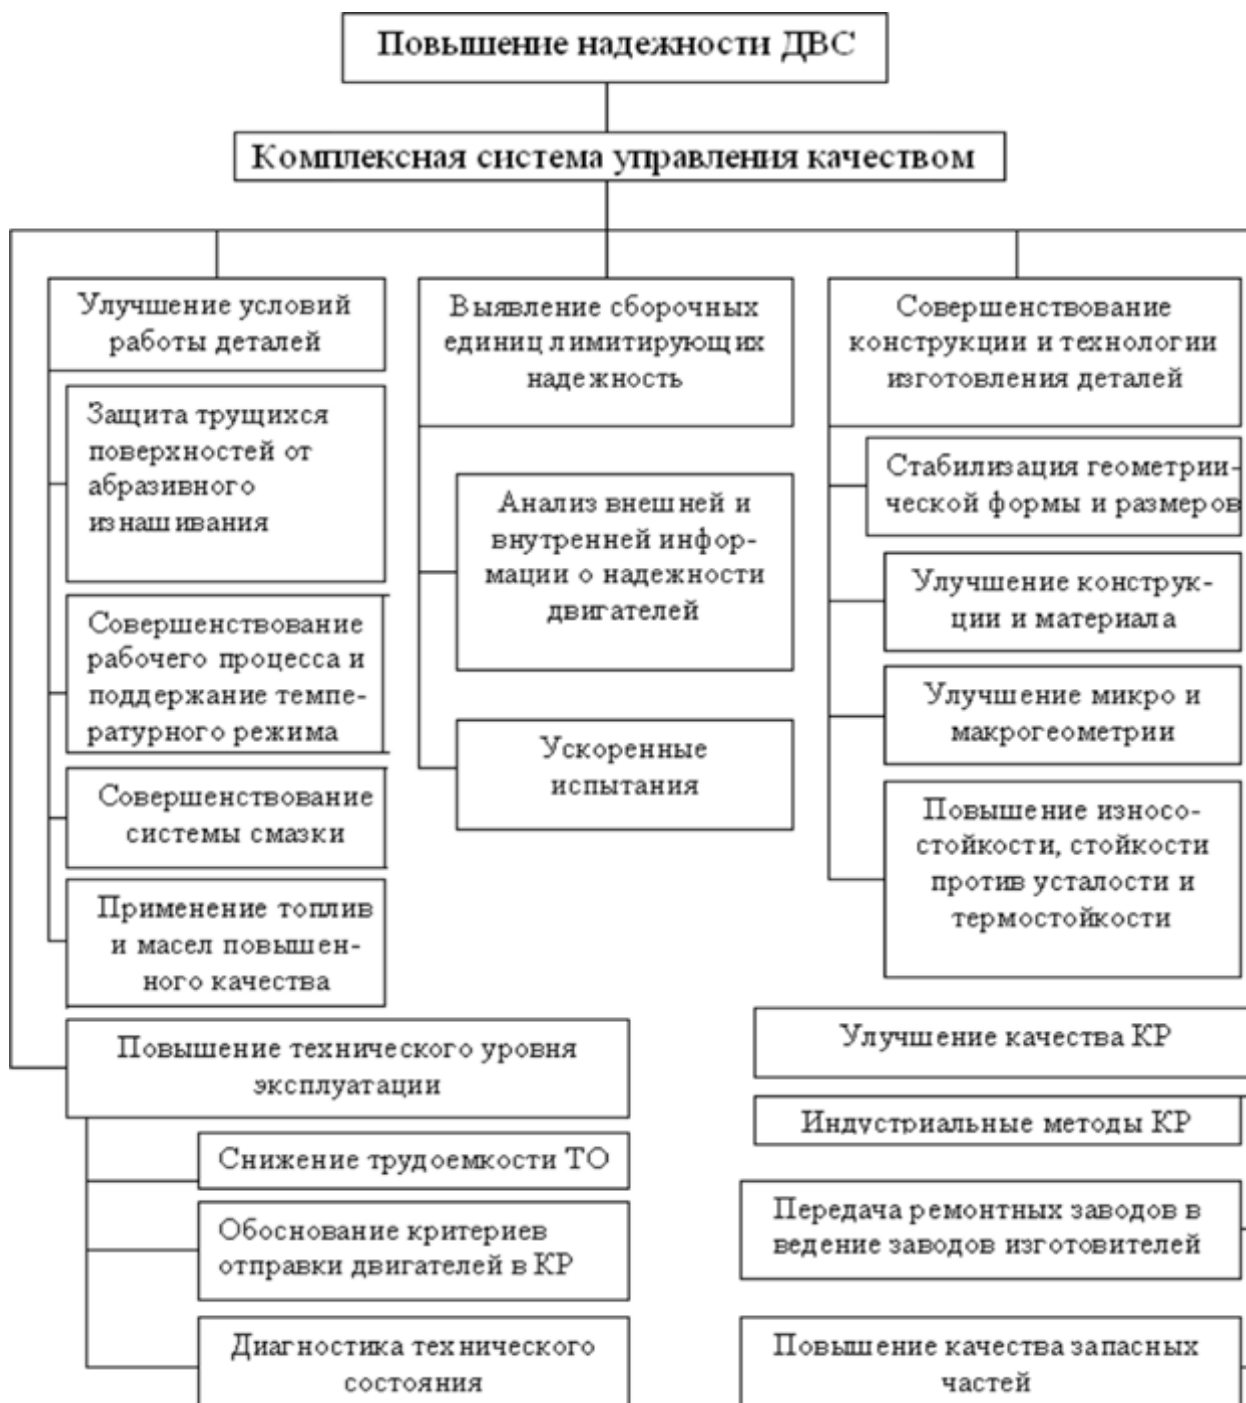 Повышение надежности ДВС
Комплексная система управления качеством
Улучшение условий
работы деталей
Защита трущихся
поверхностей от
абразивного
изнашивания
Совершенствование
рабочего процесса и
поддержание темпе-
ратурного режима
Совершенствование
системы смазки
Применение топлив
и масел повышен-
ного качества
Выявление сборочных
единиц лимитирующих
надежность
Анализ внешней и
внутренней инфор-
мации о надежности
двигателей
Ускоренные
испытания
Совершенствование
конструкции и технологии
изготовления деталей
Стабилизация геометрии-
ческой формы и размеров
Улучшение конструк-
ции и материала
Улучшение микро и
макрогеометрии
Повышение износо-
стойкости, стойкости
против усталости и
термостойкости
Повышение технического уровня
эксплуатации
Снижение трудоемкости ТО
Обоснование критериев
отправки двигателей в КР
Диагностика технического
состояния
Улучшение качества КР
Индустриальные методы КР
Передача ремонтных заводов в
ведение заводов изготовителей
Повышение качества запасных
частей